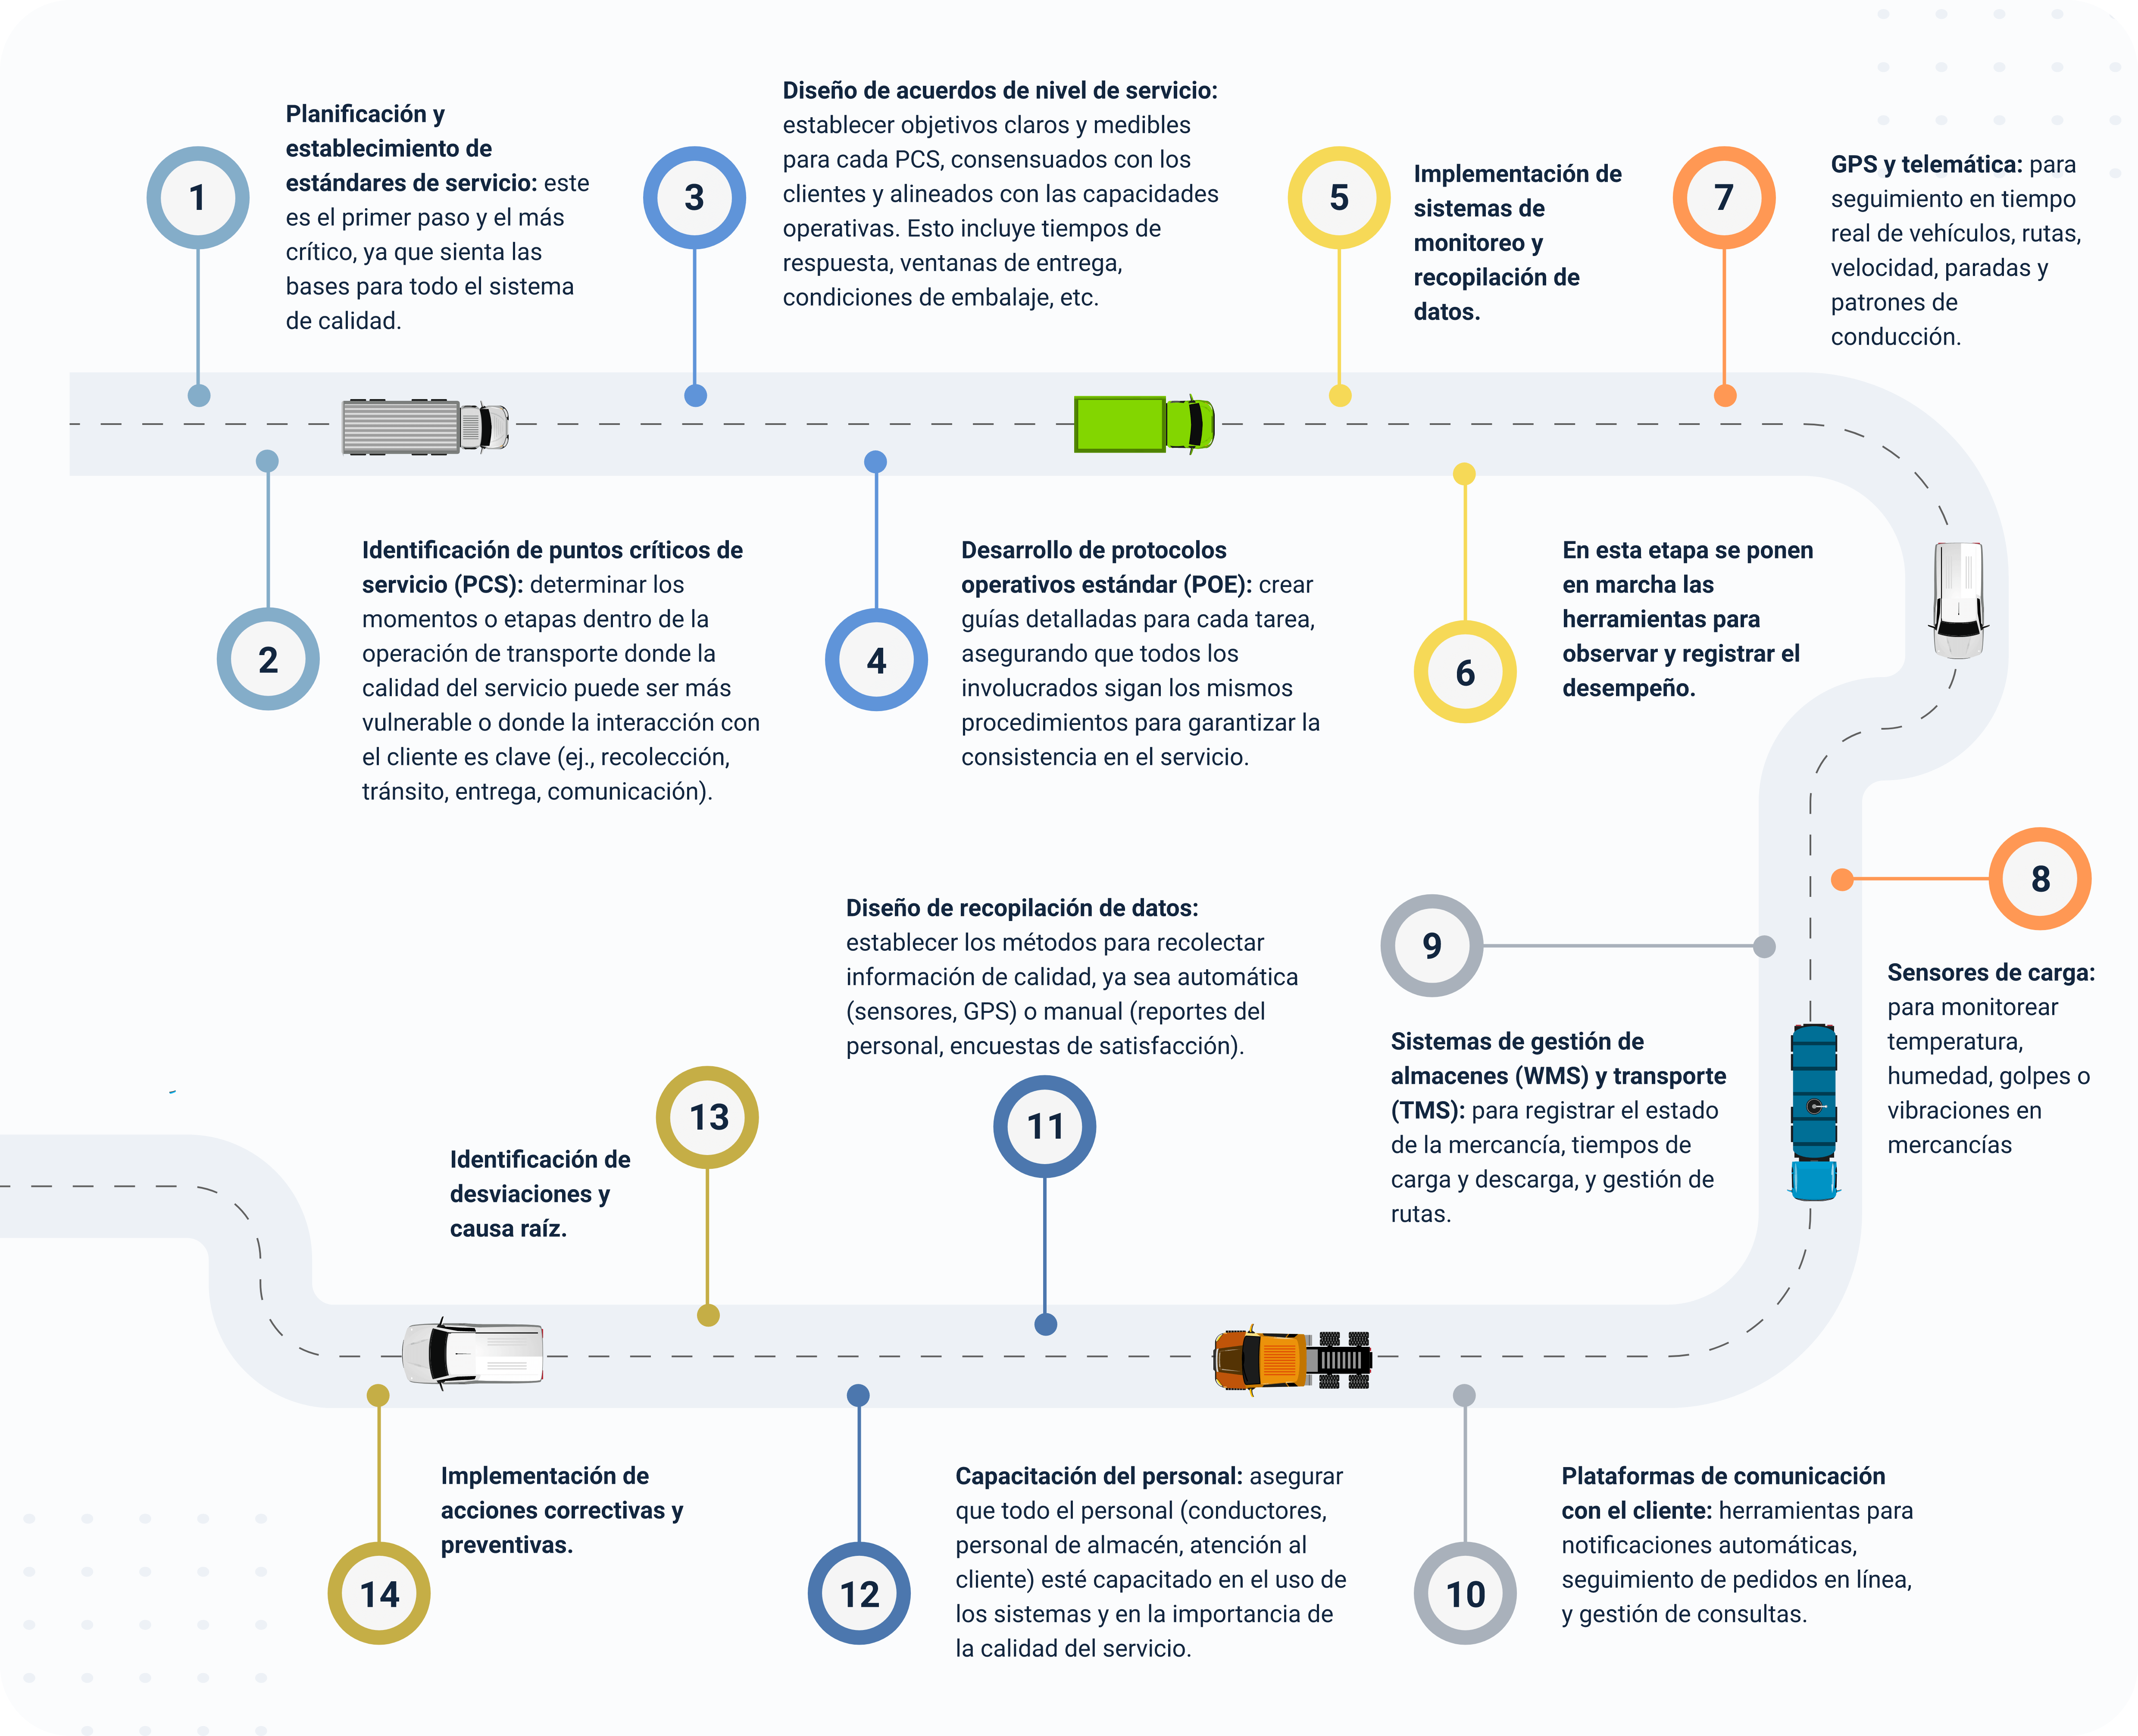 1
Planificación y
establecimiento de
estándares de servicio: este
es el primer paso y el más
crítico, ya que sienta las
bases para todo el sistema
de calidad.
2
Identificación de puntos críticos de
servicio (PCS): determinar los
momentos o etapas dentro de la
operación de transporte donde la
calidad del servicio puede ser más
vulnerable o donde la interacción con
el cliente es clave (ej., recolección,
tránsito, entrega, comunicación).
3
Diseño de acuerdos de nivel de servicio:
establecer objetivos claros y medibles
para cada PCS, consensuados con los
clientes y alineados con las capacidades
operativas. Esto incluye tiempos de
respuesta, ventanas de entrega,
condiciones de embalaje, etc.
4
Desarrollo de protocolos
operativos estándar (POE): crear
guías detalladas para cada tarea,
asegurando que todos los
involucrados sigan los mismos
procedimientos para garantizar la
consistencia en el servicio.
5
Implementación de
sistemas de
monitoreo y
recopilación de
datos.
6
En esta etapa se ponen
en marcha las
herramientas para
observar y registrar el
desempeño.
7
GPS y telemática: para
seguimiento en tiempo
real de vehículos, rutas,
velocidad, paradas y
patrones de
conducción.
8
Sensores de carga:
para monitorear
temperatura,
humedad, golpes o
vibraciones en
mercancías
9
Sistemas de gestión de
almacenes (WMS) y transporte
(TMS): para registrar el estado
de la mercancía, tiempos de
carga y descarga, y gestión de
rutas.
10
Plataformas de comunicación
con el cliente: herramientas para
notificaciones automáticas,
seguimiento de pedidos en línea,
y gestión de consultas.
11
Diseño de recopilación de datos:
establecer los métodos para recolectar
información de calidad, ya sea automática
(sensores, GPS) o manual (reportes del
personal, encuestas de satisfacción).
12
Capacitación del personal: asegurar
que todo el personal (conductores,
personal de almacén, atención al
cliente) esté capacitado en el uso de
los sistemas y en la importancia de
la calidad del servicio.
13
Identificación de
desviaciones y
causa raíz.
14
Implementación de
acciones correctivas y
preventivas.